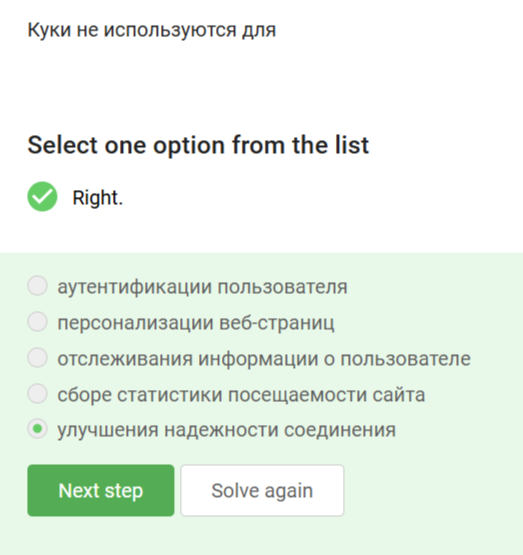 Куки не используются для
Select one option from the list
Right.
аутентификации пользователя
персонализации веб-страниц
отслеживания информации о пользователе
сборе статистики посещаемости сайта
улучшения надежности соединения
Next step Solve again